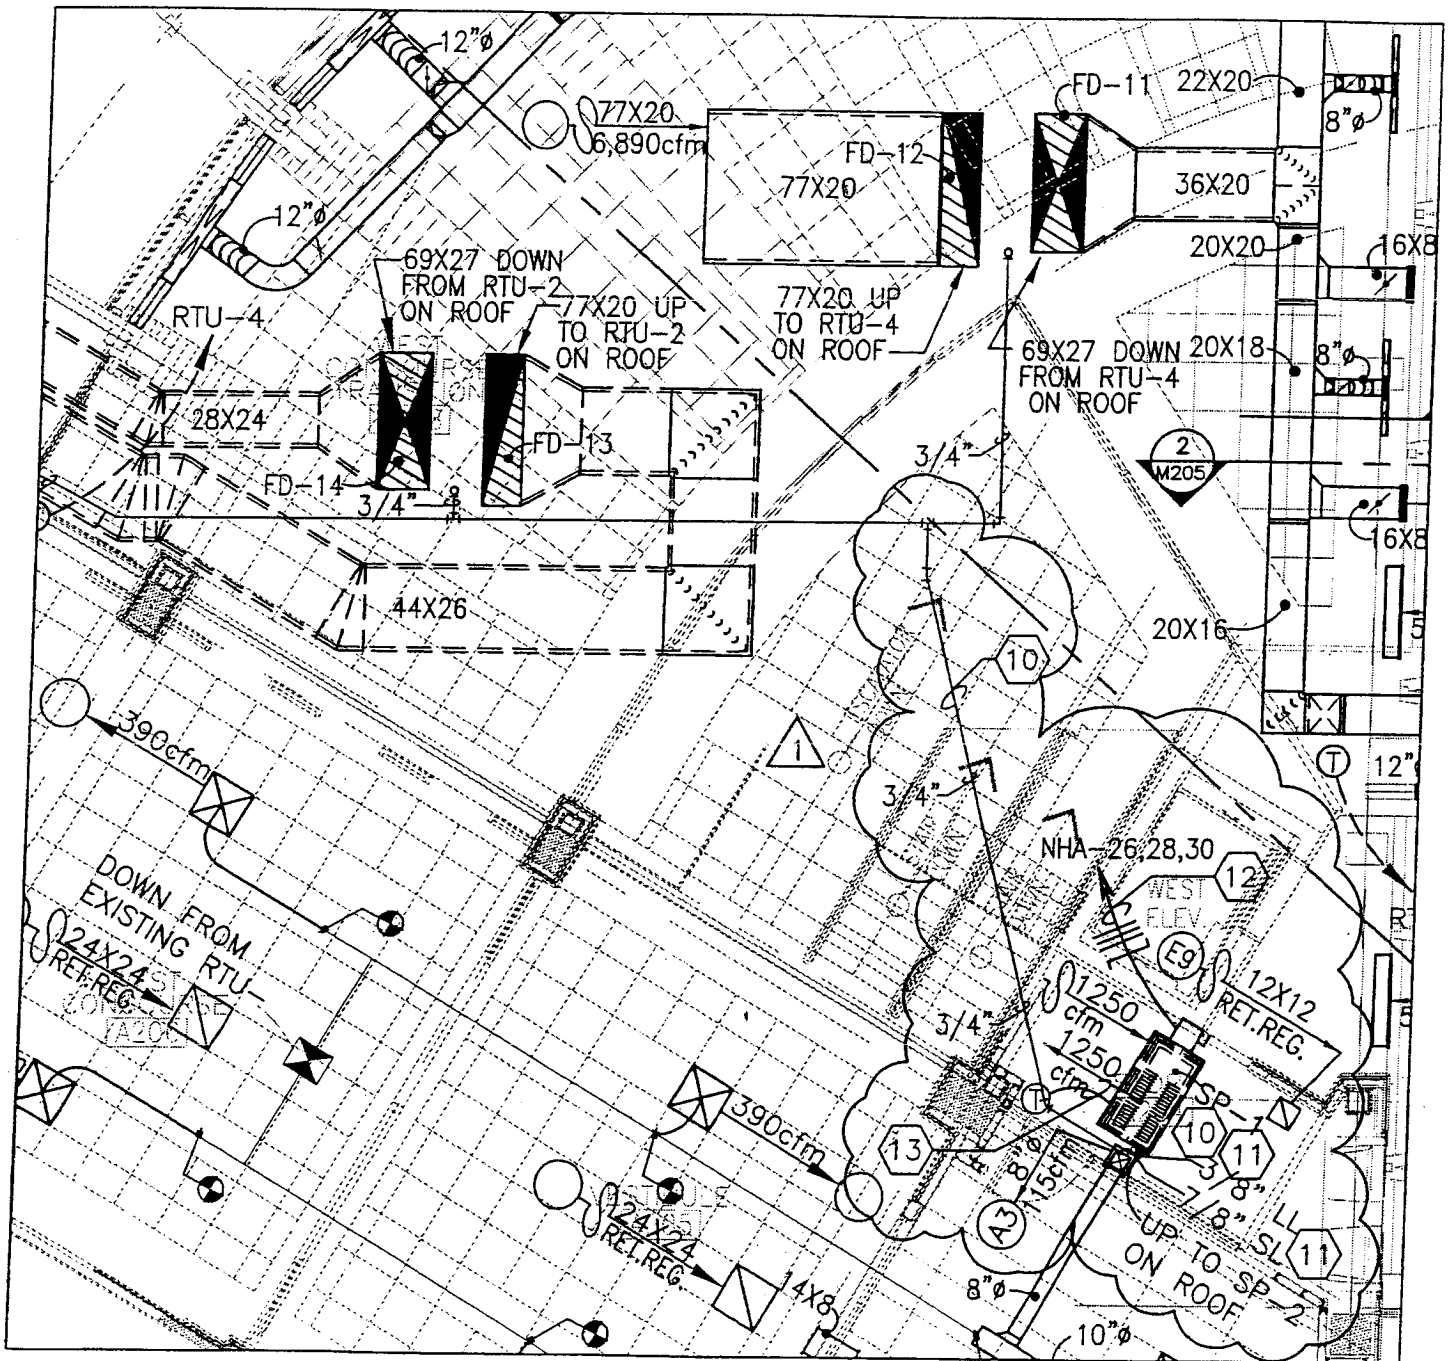 12"ø
77X20
6,890cfm
FD-12
77X20
FD-11
22X20
8"ø
36X20
12"ø
20X20
16X8
69X27 DOWN
FROM RTU-2
ON ROOF
77X20 UP
TO RTU-2
ON ROOF
77X20 UP
TO RTU-4
ON ROOF
69X27 DOWN
FROM RTU-4
ON ROOF
20X18
8"ø
RTU-4
28X24
FD-13
FD-14
3/4"
3/4"
2
M205
16X8
44X26
20X16
5
10
1
390cfm
T
12"ø
3/4"
NHA-26,28,30
12
WEST
ELEV
DOWN FROM
EXISTING RTU-
24X24
RET.REG.
E9
12X12
RET.REG.
1250
cfm
1250
cfm
3/4"
5
T
SP-1
10
11
13
390cfm
8"ø
115cfm
A3
3/8" LL
7/8" SL
11
UP TO SP-2
ON ROOF
24X24
RET.REG.
14X8
8"ø
10"ø